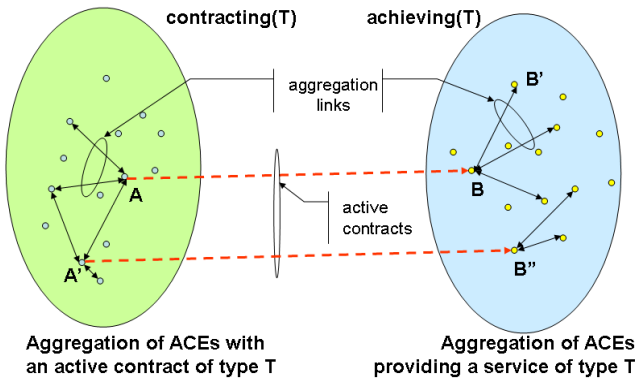 contracting(T)
achieving(T)
aggregation
links
B'
A
B
active
contracts
A'
B"
Aggregation of ACEs with
an active contract of type T
Aggregation of ACEs
providing a service of type T